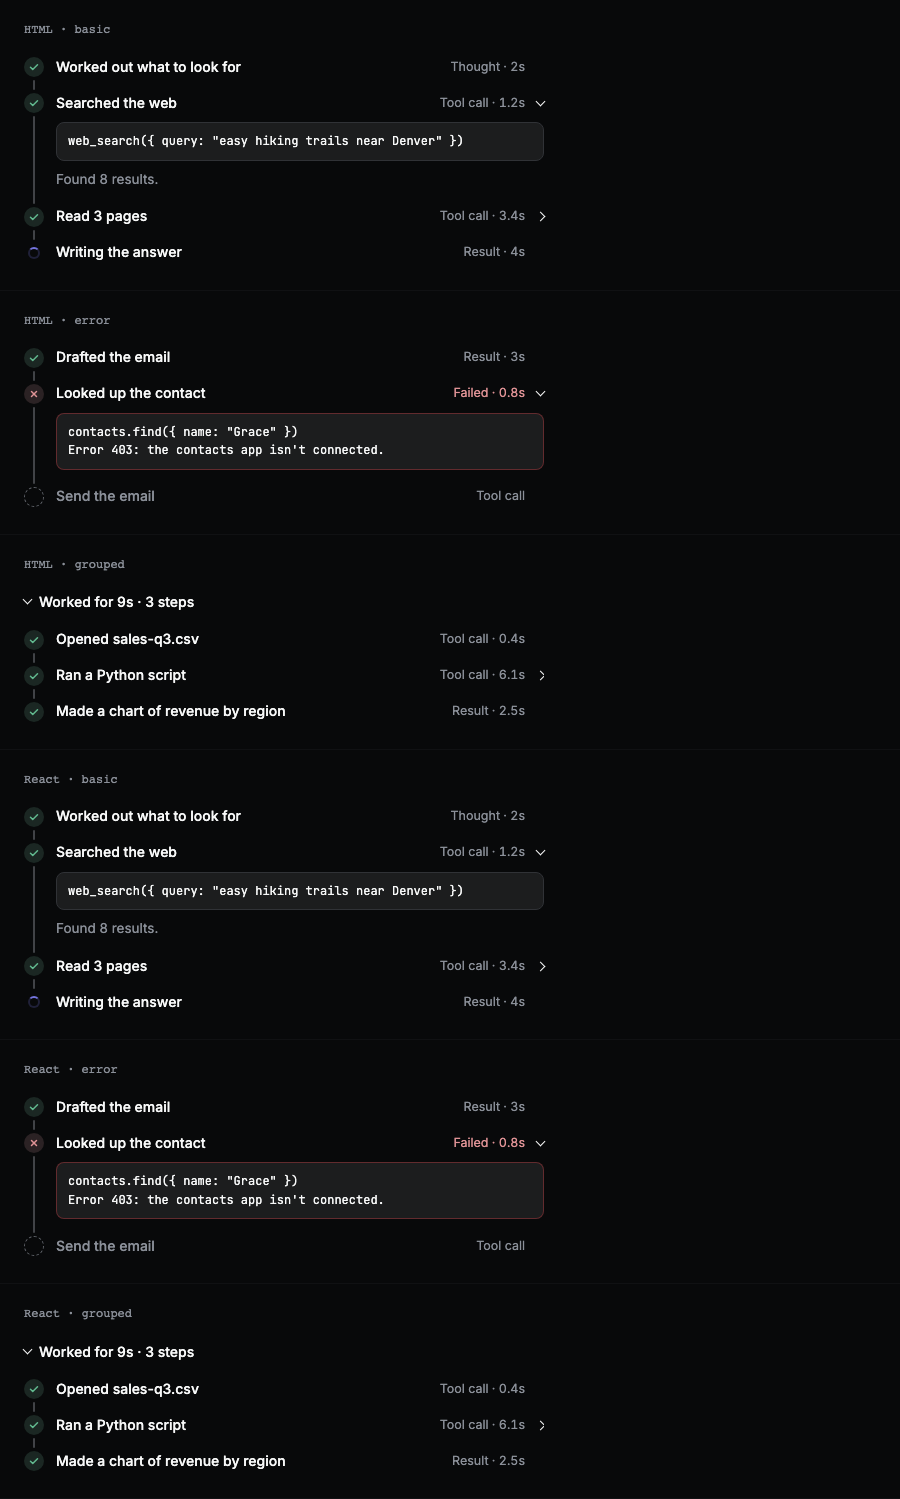 HTML · basic
Worked out what to look for Thought · 2s
Searched the web Tool call · 1.2s
web_search({ query: "easy hiking trails near Denver" })
Found 8 results.
Read 3 pages Tool call · 3.4s
Writing the answer Result · 4s
HTML · error
Drafted the email Result · 3s
Looked up the contact Failed · 0.8s
contacts.find({ name: "Grace" })
Error 403: the contacts app isn't connected.
Send the email Tool call
HTML · grouped
Worked for 9s · 3 steps
Opened sales-q3.csv Tool call · 0.4s
Ran a Python script Tool call · 6.1s
Made a chart of revenue by region Result · 2.5s
React · basic
Worked out what to look for Thought · 2s
Searched the web Tool call · 1.2s
web_search({ query: "easy hiking trails near Denver" })
Found 8 results.
Read 3 pages Tool call · 3.4s
Writing the answer Result · 4s
React · error
Drafted the email Result · 3s
Looked up the contact Failed · 0.8s
contacts.find({ name: "Grace" })
Error 403: the contacts app isn't connected.
Send the email Tool call
React · grouped
Worked for 9s · 3 steps
Opened sales-q3.csv Tool call · 0.4s
Ran a Python script Tool call · 6.1s
Made a chart of revenue by region Result · 2.5s